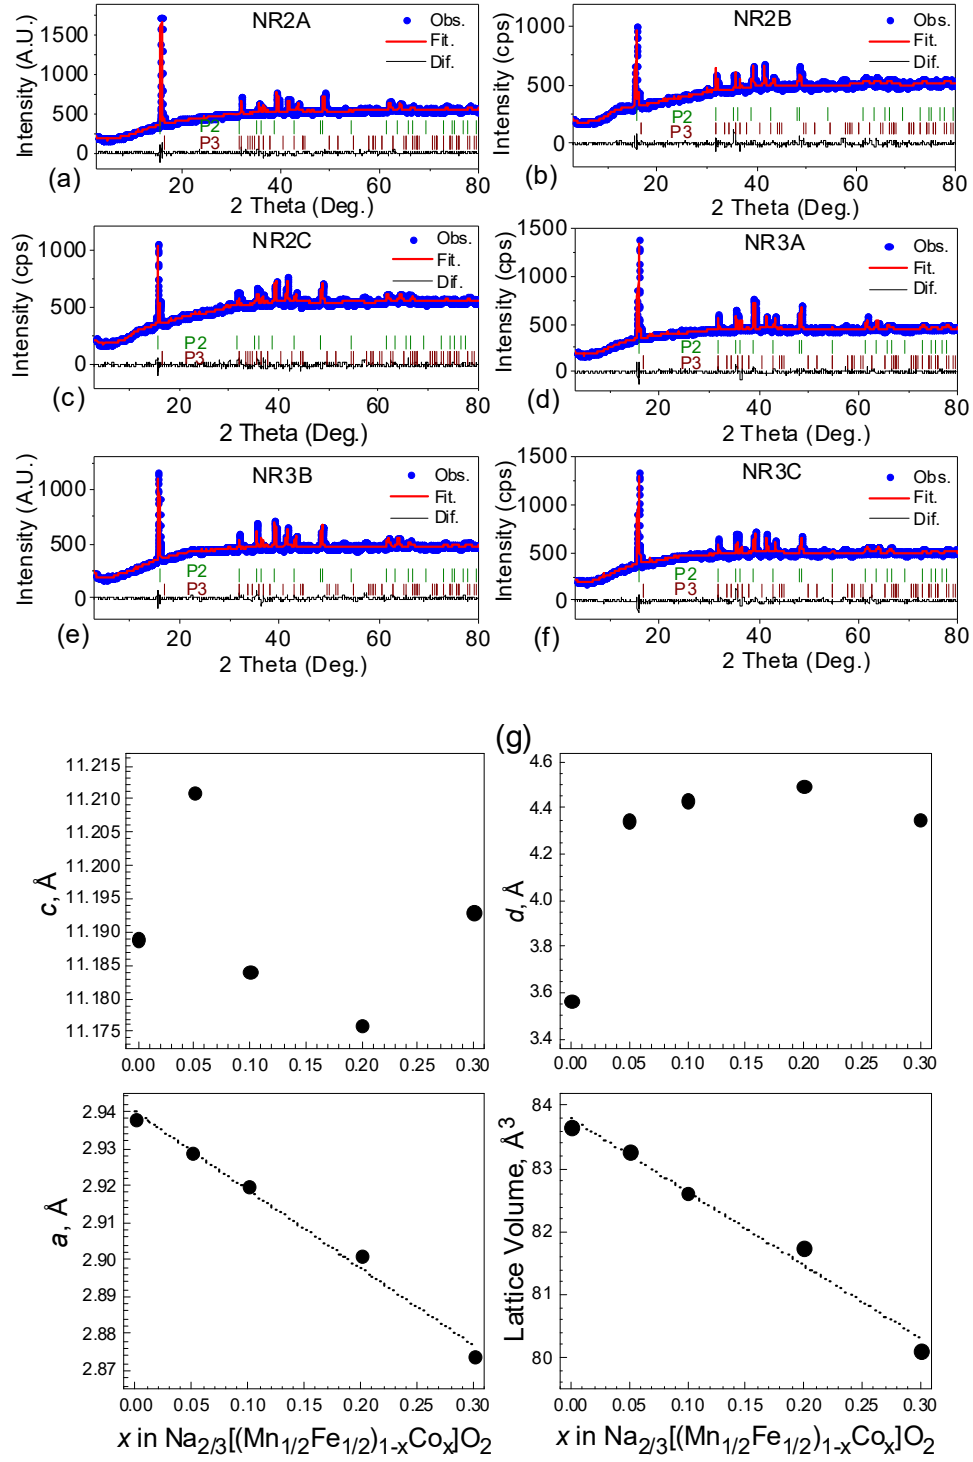 NR2A
Obs.
Fit.
Dif.
Intensity (A.U.)
1500
1000
500
0
P2
P3
20 40 60 80
2 Theta (Deg.)
(a)
NR2B
Obs.
Fit.
Dif.
Intensity (cps)
1000
500
0
P2
P3
20 40 60 80
2 Theta (Deg.)
(b)
NR2C
Obs.
Fit.
Dif.
Intensity (cps)
1000
500
0
P2
P3
20 40 60 80
2 Theta (Deg.)
(c)
NR3A
Obs.
Fit.
Dif.
Intensity (cps)
1500
1000
500
0
P2
P3
20 40 60 80
2 Theta (Deg.)
(d)
NR3B
Obs.
Fit.
Dif.
Intensity (A.U.)
1000
500
0
P2
P3
20 40 60 80
2 Theta (Deg.)
(e)
NR3C
Obs.
Fit.
Dif.
Intensity (cps)
1500
1000
500
0
P2
P3
20 40 60 80
2 Theta (Deg.)
(f)
(g)
c, Å
11.215
11.210
11.205
11.200
11.195
11.190
11.185
11.180
11.175
0.00 0.05 0.10 0.15 0.20 0.25 0.30
d, Å
4.6
4.4
4.2
4.0
3.8
3.6
3.4
0.00 0.05 0.10 0.15 0.20 0.25 0.30
a, Å
2.94
2.93
2.92
2.91
2.90
2.89
2.88
2.87
0.00 0.05 0.10 0.15 0.20 0.25 0.30
x in Na2/3[(Mn1/2Fe1/2)1-xCox]O2
Lattice Volume, Å3
84
83
82
81
80
0.00 0.05 0.10 0.15 0.20 0.25 0.30
x in Na2/3[(Mn1/2Fe1/2)1-xCox]O2